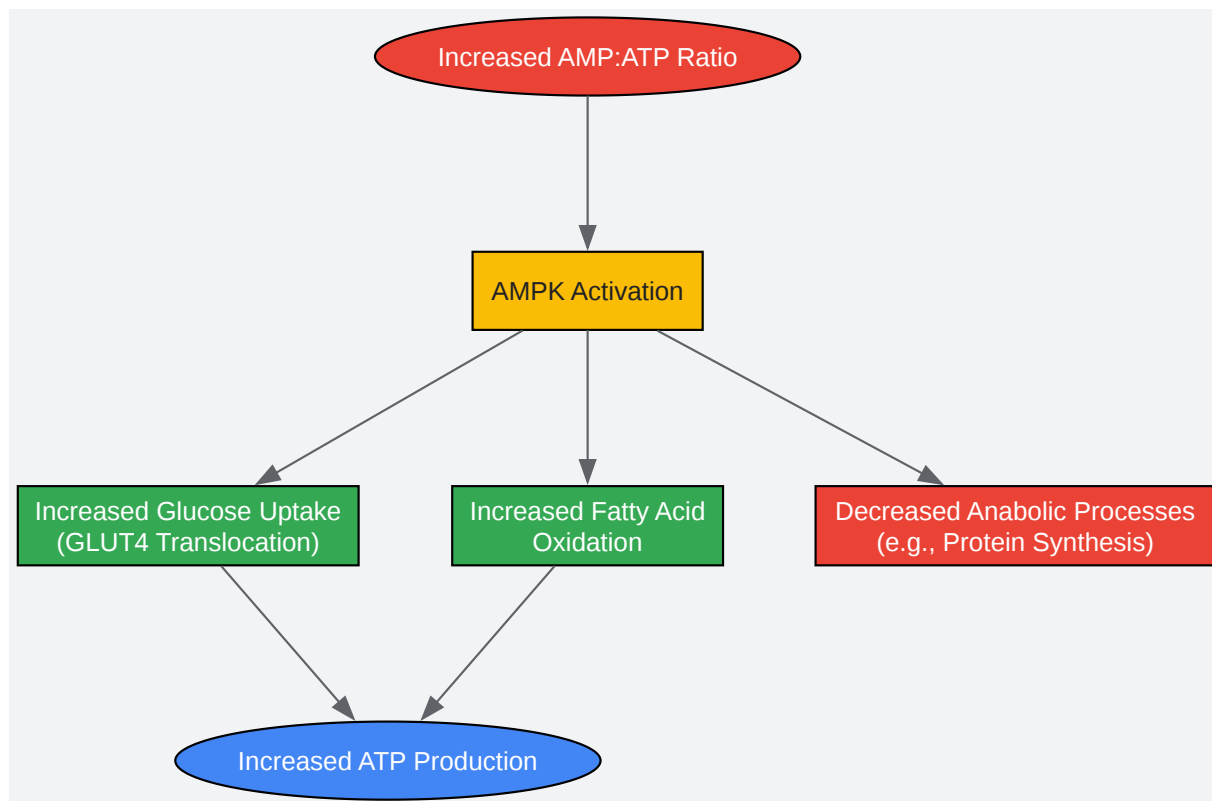 Increased AMP:ATP Ratio
AMPK Activation
Increased Glucose Uptake
(GLUT4 Translocation)
Increased Fatty Acid
Oxidation
Decreased Anabolic Processes
(e.g., Protein Synthesis)
Increased ATP Production